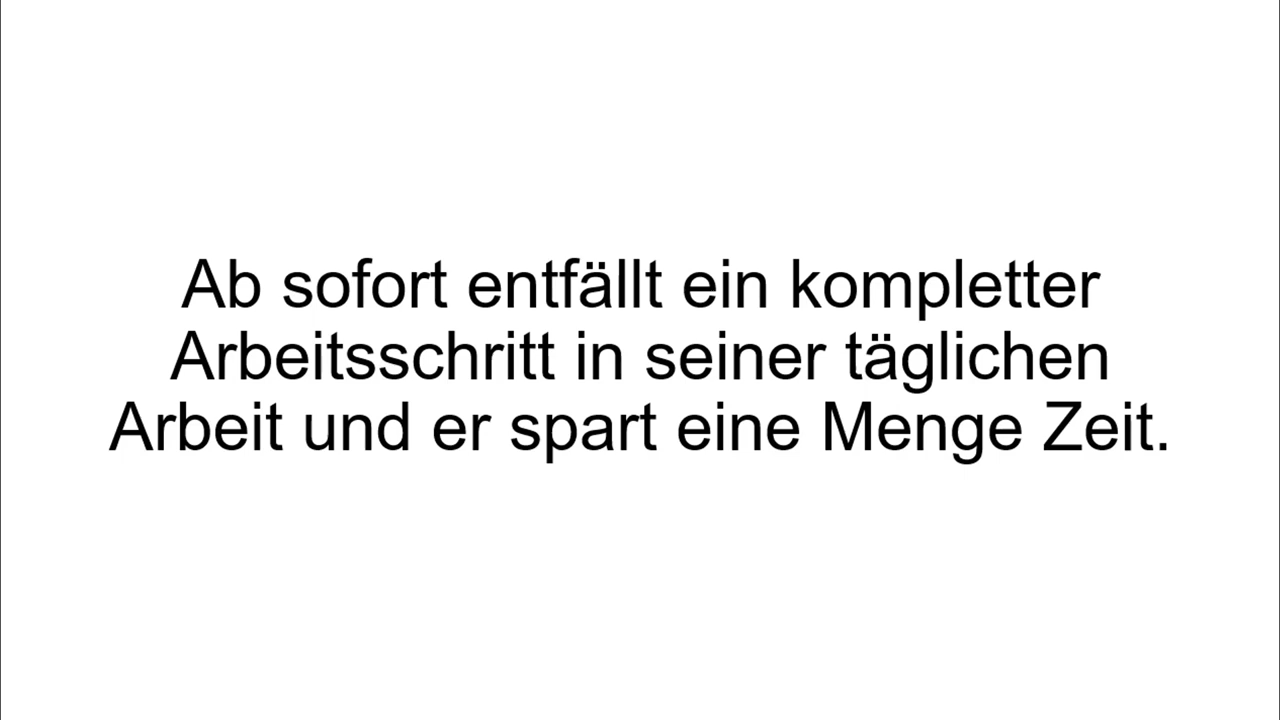 Ab sofort entfällt ein kompletter
Arbeitsschritt in seiner täglichen
Arbeit und er spart eine Menge Zeit.